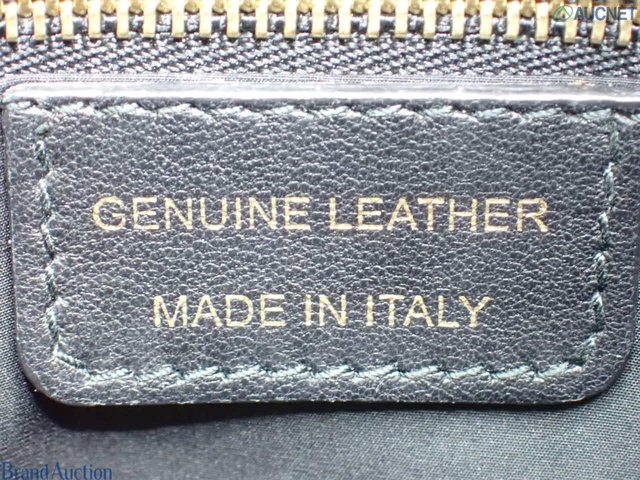 AUCNET
GENUINE LEATHER
MADE IN ITALY
Brand Auction